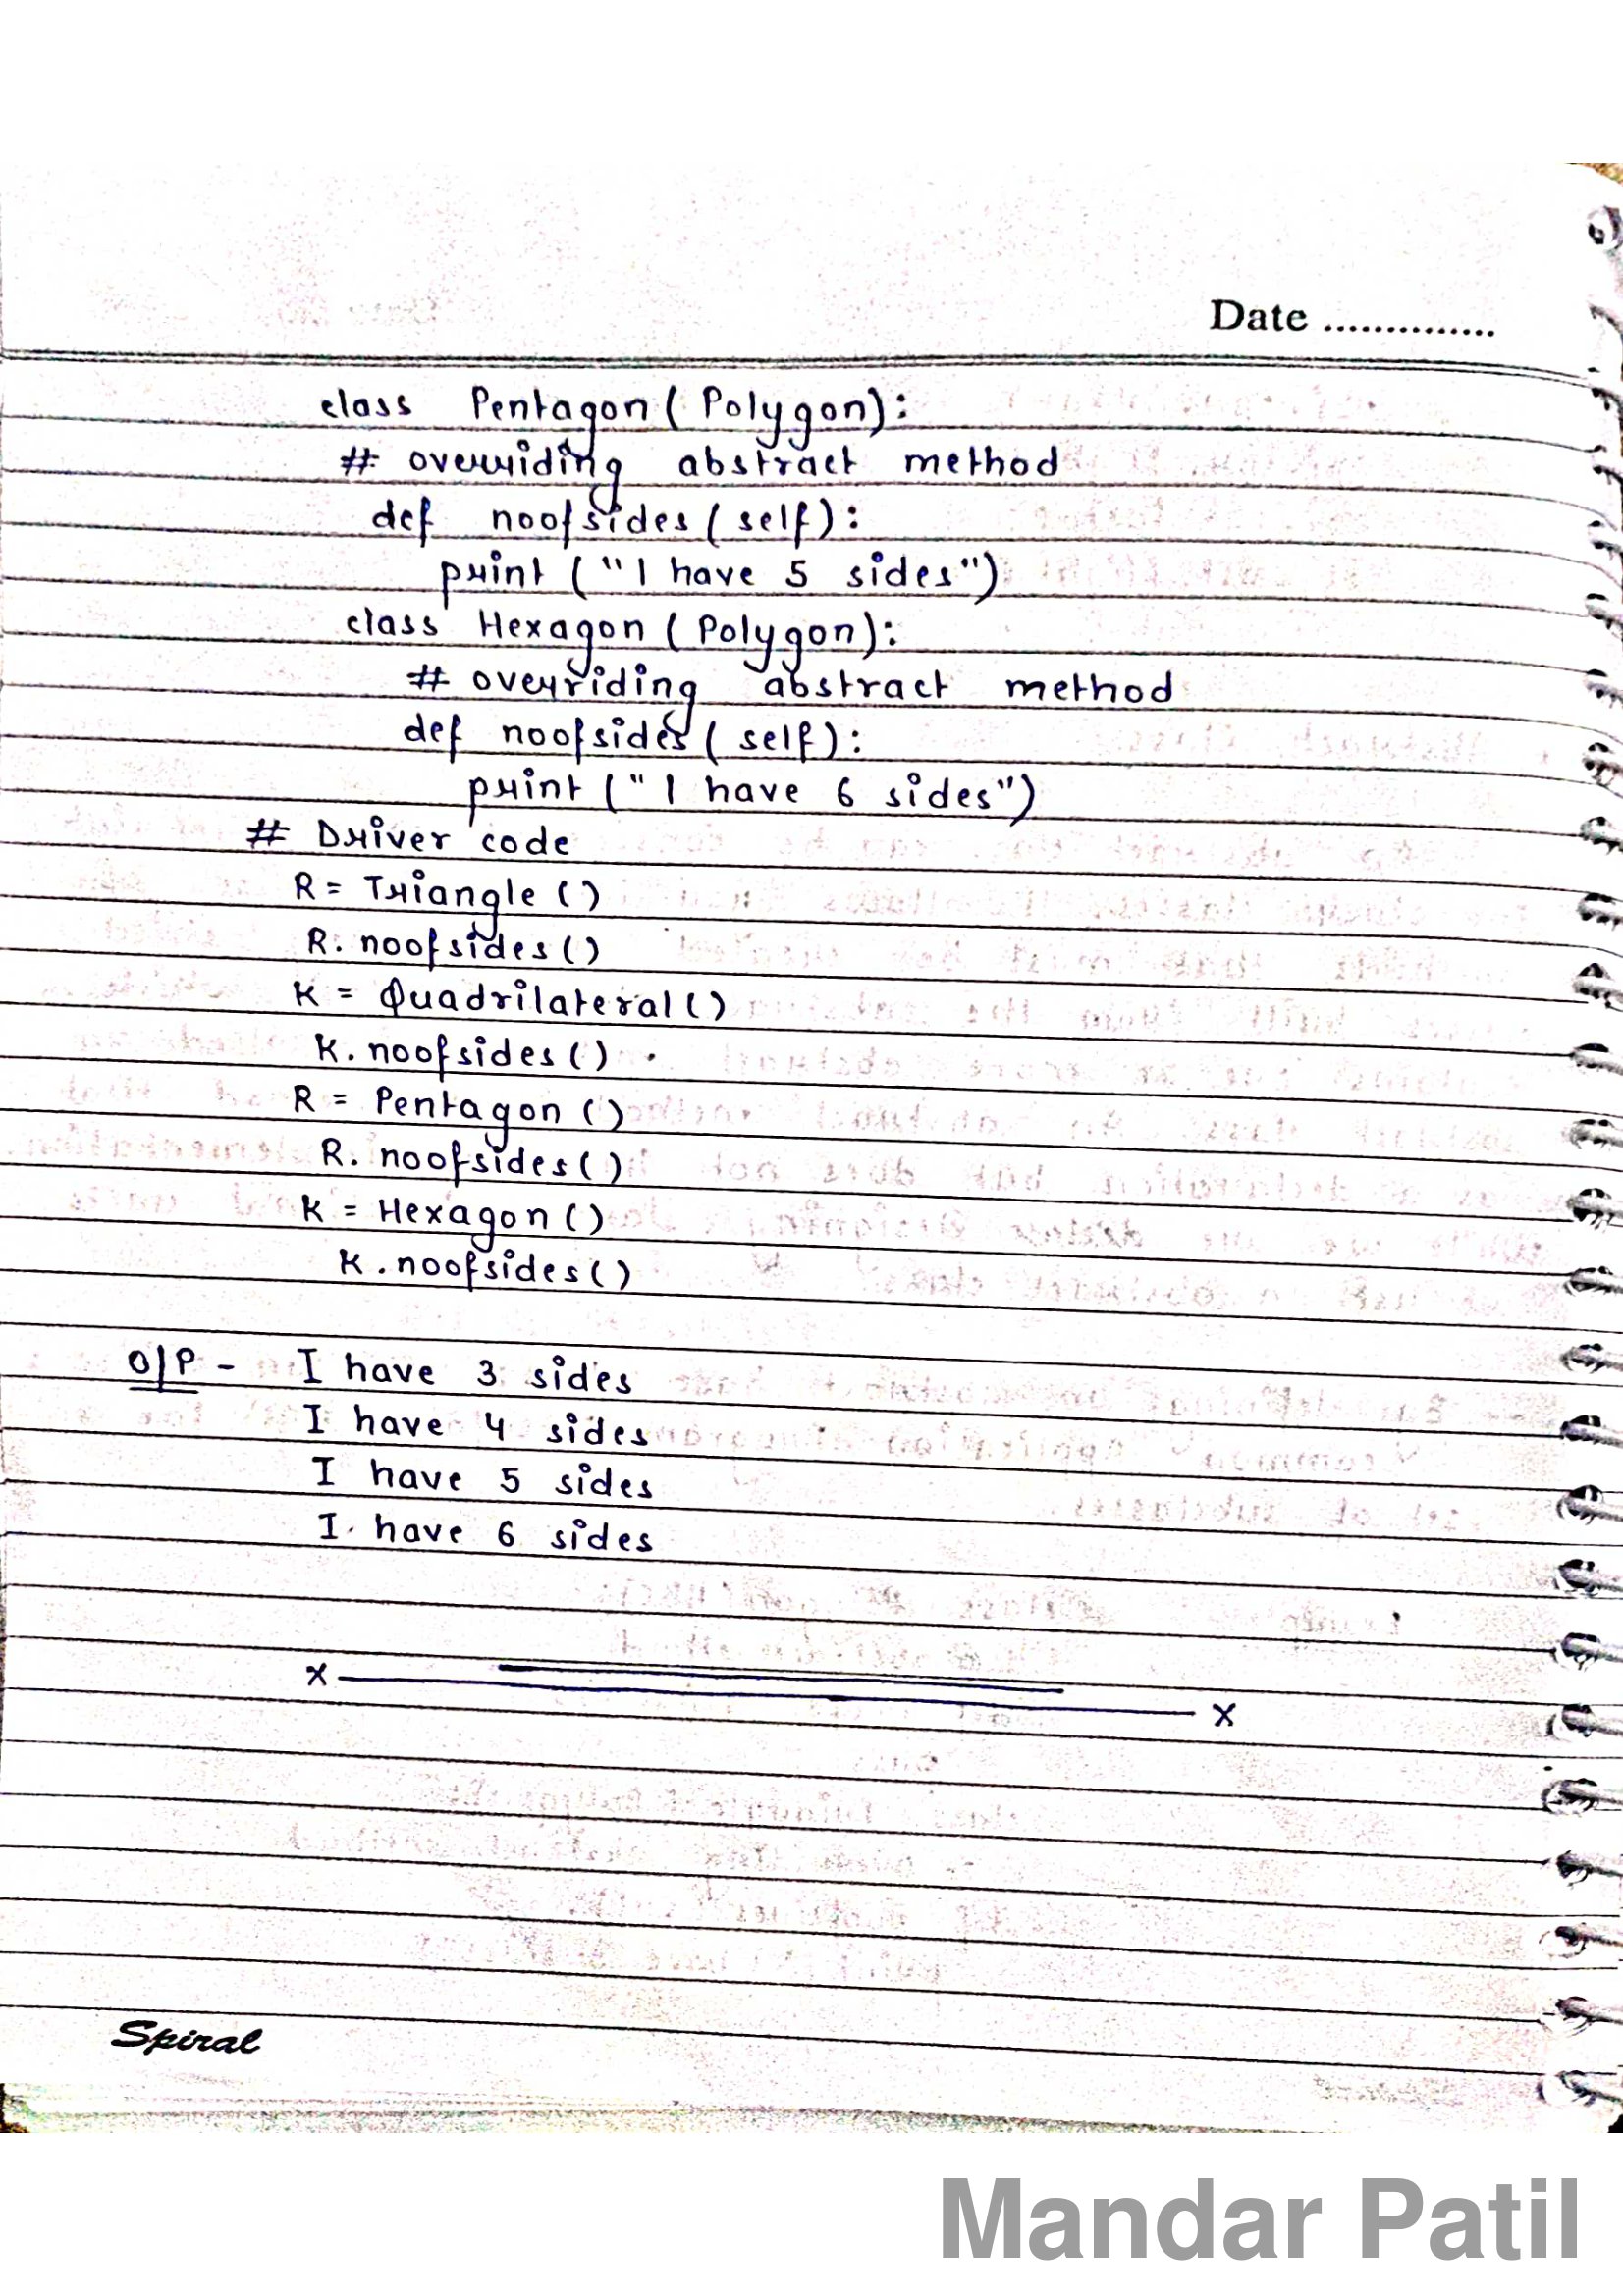 Date ..............
class Pentagon ( Polygon):
# overriding abstract method
def noofsides ( self ) :
print ( "I have 5 sides")
class Hexagon ( Polygon):
# overriding abstract method
def noofsides ( self ) :
print ( "I have 6 sides")
# Driver code
R = Triangle ( )
R. noofsides ( )
K = Quadrilateral ( )
K. noofsides ( )
R = Pentagon ( )
R. noofsides ( )
K = Hexagon ( )
K . noofsides ( )
O|P - I have 3 sides
I have 4 sides
I have 5 sides
I have 6 sides
x x
Spiral
Mandar Patil